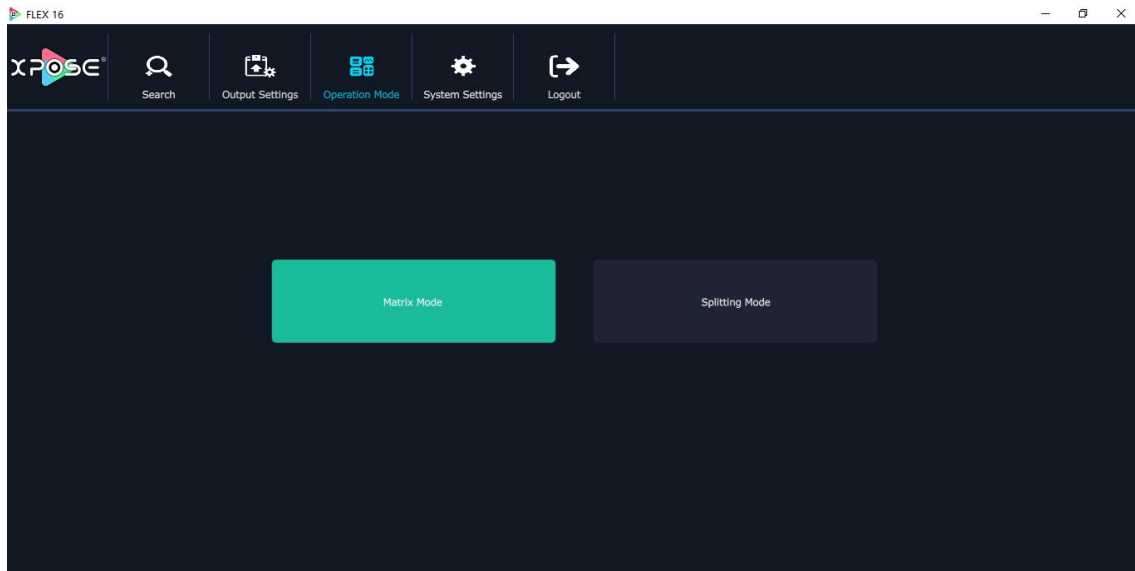 FLEX 16
XPOSE®
Search
Output Settings
Operation Mode
System Settings
Logout
Matrix Mode
Splitting Mode